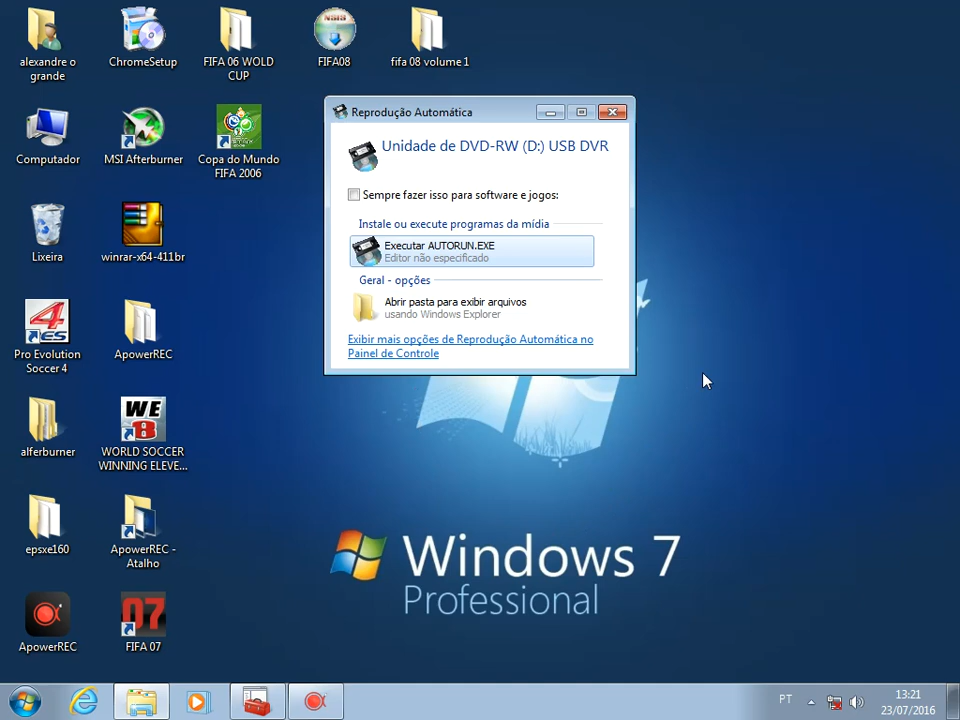 alexandre o
grande
ChromeSetup
FIFA 06 WOLD
CUP
FIFA08
fifa 08 volume 1
Computador
MSI Afterburner
Copa do Mundo
FIFA 2006
Lixeira
winrar-x64-411br
Pro Evolution
Soccer 4
ApowerREC
alferburner
WE
8
WORLD SOCCER
WINNING ELEVE...
epsxe160
ApowerREC -
Atalho
ApowerREC
07
FIFA 07
Reprodução Automática
Unidade de DVD-RW (D:) USB DVR
Sempre fazer isso para software e jogos:
Instale ou execute programas da mídia
Executar AUTORUN.EXE
Editor não especificado
Geral - opções
Abrir pasta para exibir arquivos
usando Windows Explorer
Exibir mais opções de Reprodução Automática no
Painel de Controle
Windows 7
Professional
PT
13:21
23/07/2016